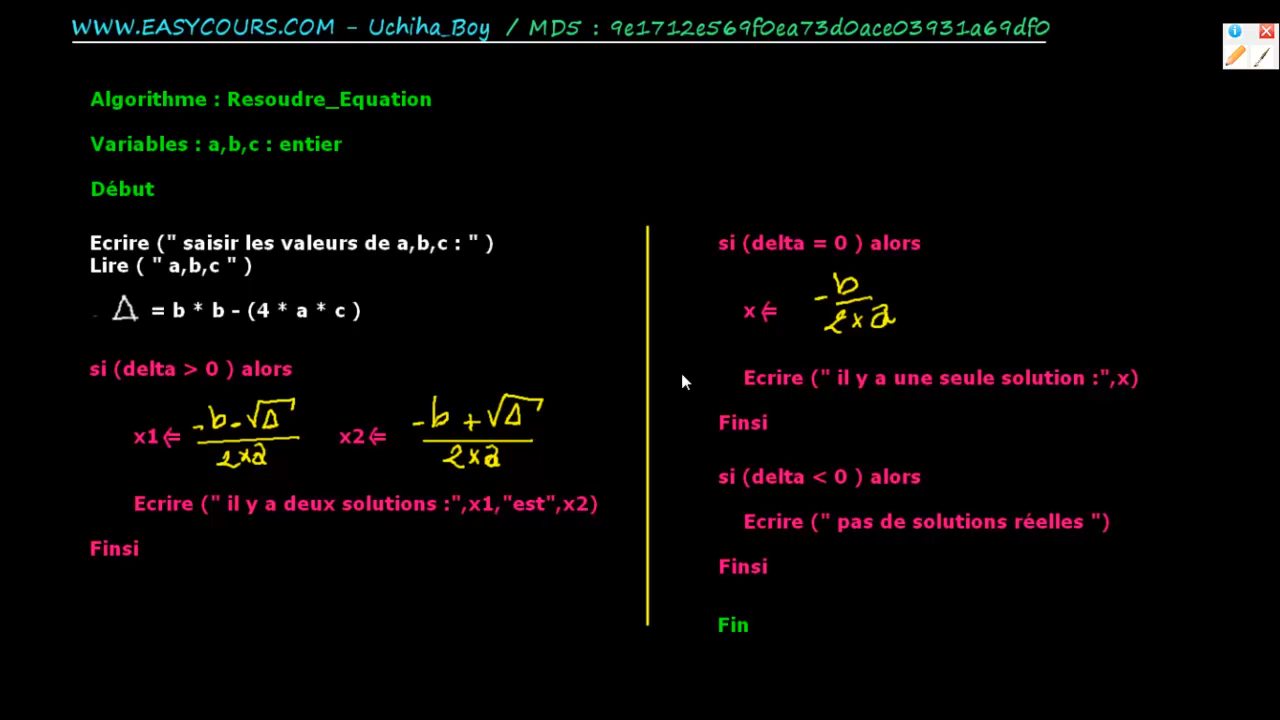 WWW.EASYCOURS.COM - Uchiha_Boy / MD5 : 9e1712e569f0ea73d0ace03931a69df0
Algorithme : Resoudre_Equation
Variables : a,b,c : entier
Début
Ecrire (" saisir les valeurs de a,b,c : " )
Lire ( " a,b,c " )
Δ = b * b - (4 * a * c )
si (delta > 0 ) alors
x1⇐ -b-√Δ / 2×a x2⇐ -b+√Δ / 2×a
Ecrire (" il y a deux solutions :",x1,"est",x2)
Finsi
si (delta = 0 ) alors
x⇐ -b / 2×a
Ecrire (" il y a une seule solution :",x)
Finsi
si (delta < 0 ) alors
Ecrire (" pas de solutions réelles ")
Finsi
Fin